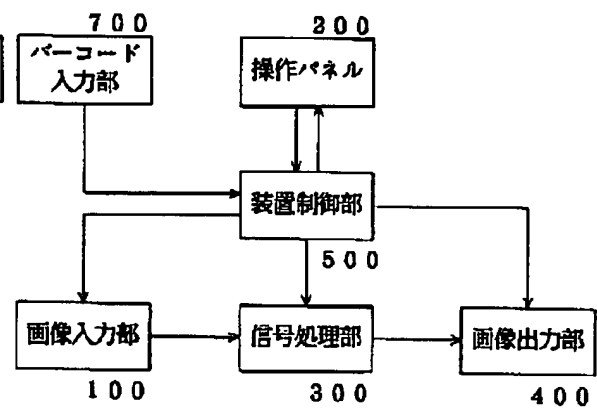 700
バーコード
入力部
200
操作パネル
装置制御部
500
画像入力部
信号処理部
画像出力部
100
300
400